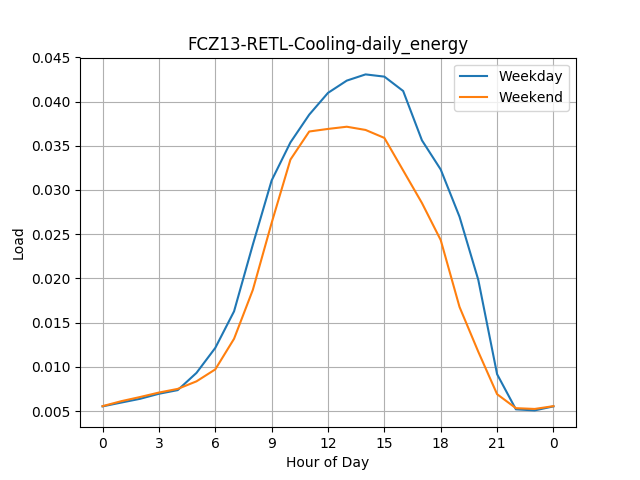 FCZ13-RETL-Cooling-daily_energy
0.045
0.040
0.035
0.030
0.025
0.020
0.015
0.010
0.005
Load
Weekday
Weekend
0 3 6 9 12 15 18 21 0
Hour of Day